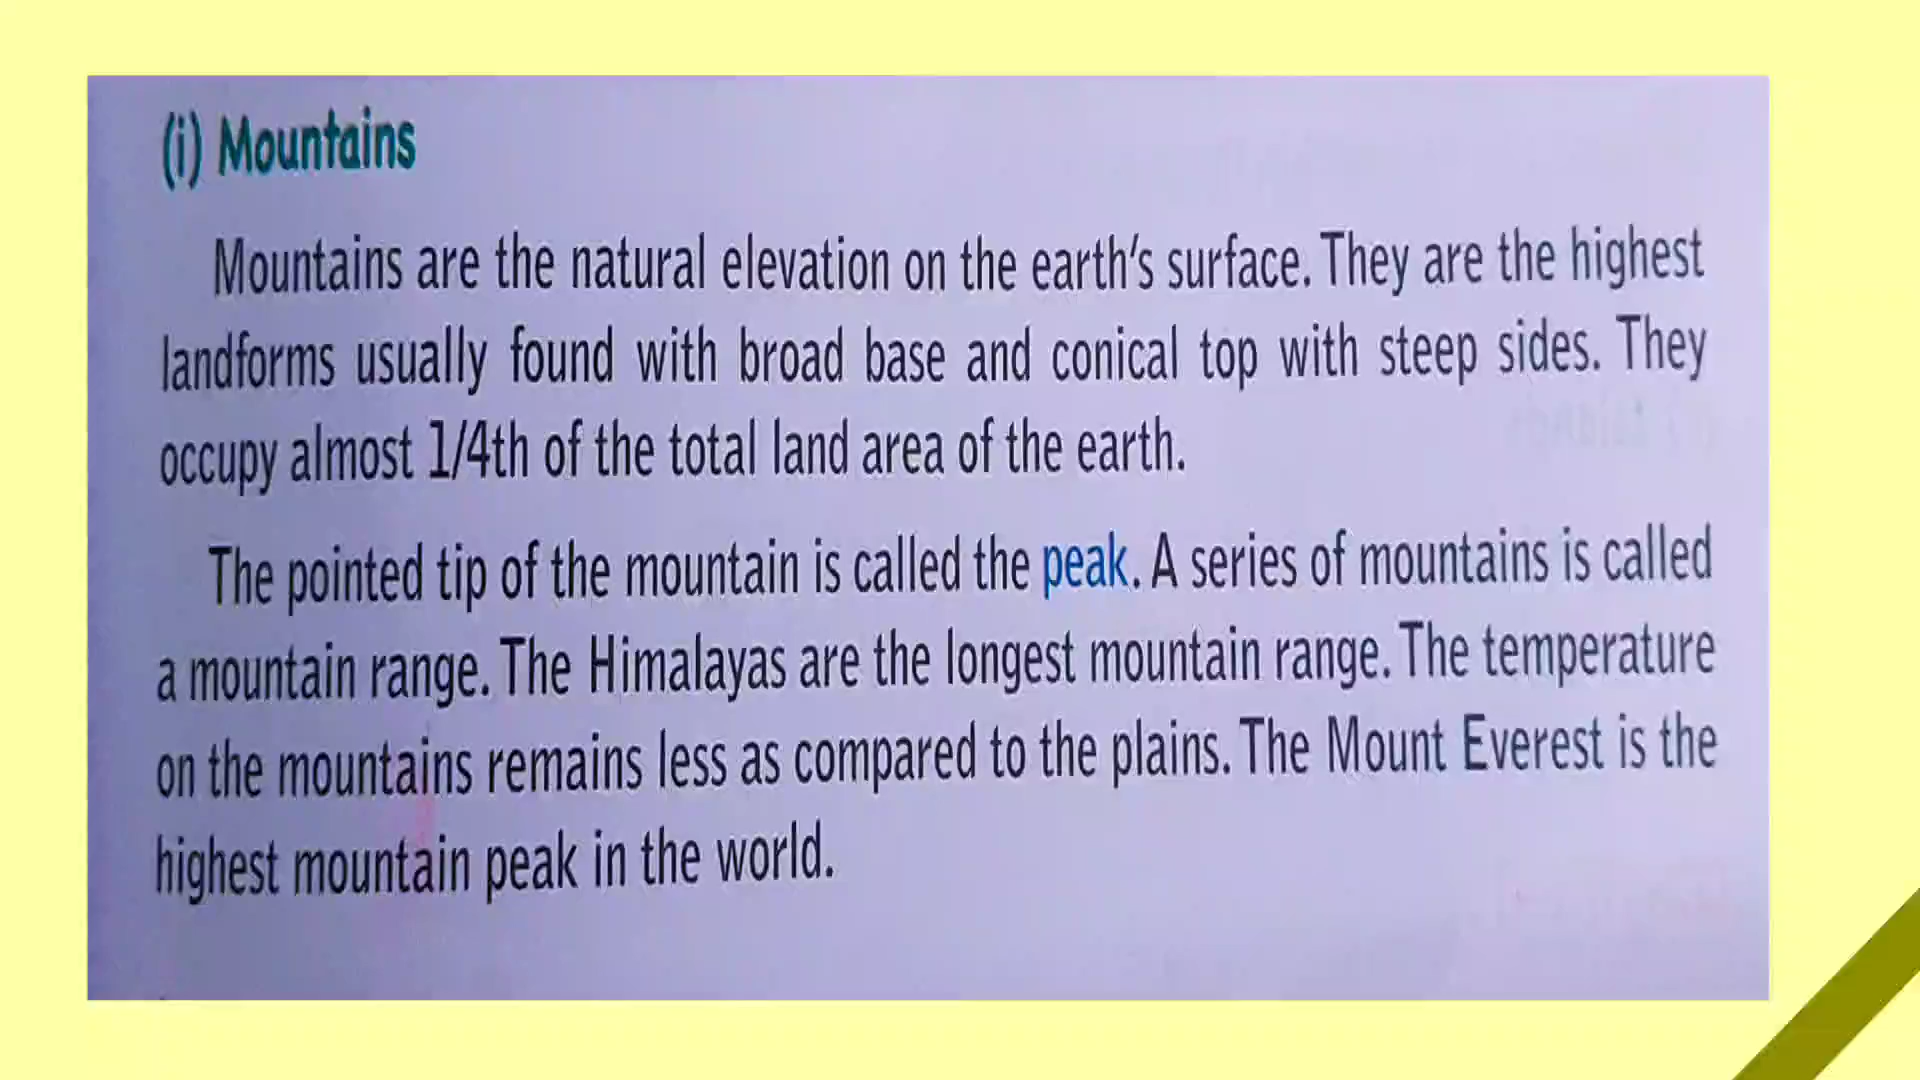 (i) Mountains
Mountains are the natural elevation on the earth's surface. They are the highest
landforms usually found with broad base and conical top with steep sides. They
occupy almost 1/4th of the total land area of the earth.
The pointed tip of the mountain is called the peak. A series of mountains is called
a mountain range. The Himalayas are the longest mountain range. The temperature
on the mountains remains less as compared to the plains. The Mount Everest is the
highest mountain peak in the world.